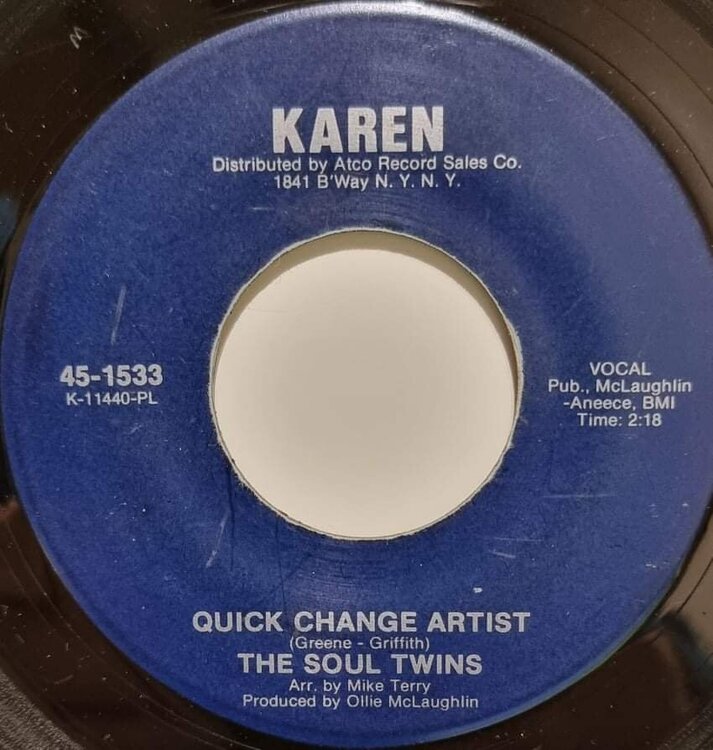 KAREN
Distributed by Atco Record Sales Co.
1841 B'Way N. Y. N. Y.
45-1533
K-11440-PL
VOCAL
Pub., McLaughlin
-Aneece, BMI
Time: 2:18
QUICK CHANGE ARTIST
(Greene - Griffith)
THE SOUL TWINS
Arr. by Mike Terry
Produced by Ollie McLaughlin